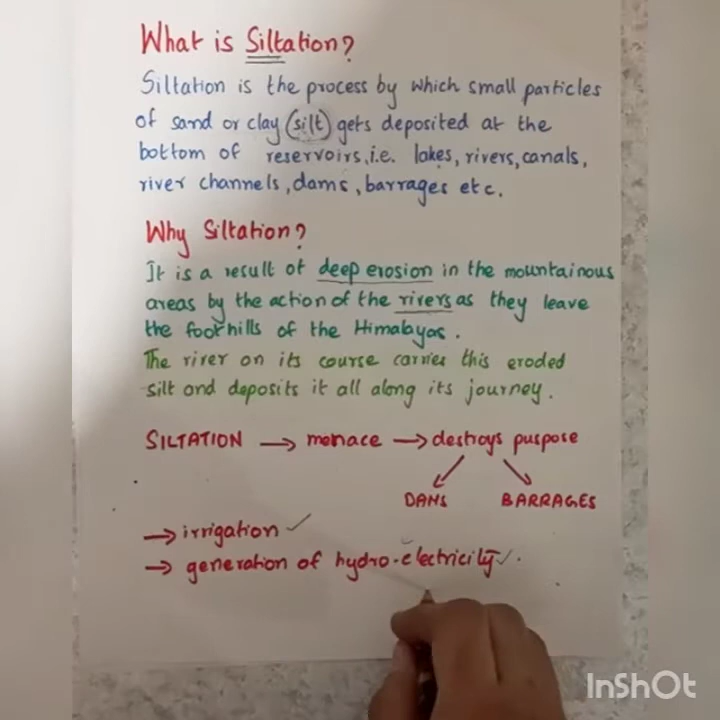 What is Siltation?
Siltation is the process by which small particles
of sand or clay (silt) gets deposited at the
bottom of reservoirs, i.e. lakes, rivers, canals,
river channels, dams, barrages etc.
Why Siltation?
It is a result of deep erosion in the mountainous
areas by the action of the rivers as they leave
the foothills of the Himalayas.
The river on its course carries this eroded
silt and deposits it all along its journey.
SILTATION → menace → destroys puspose
DAMS BARRAGES
→ irrigation ✓
→ generation of hydro-electricity ✓.
InShOt